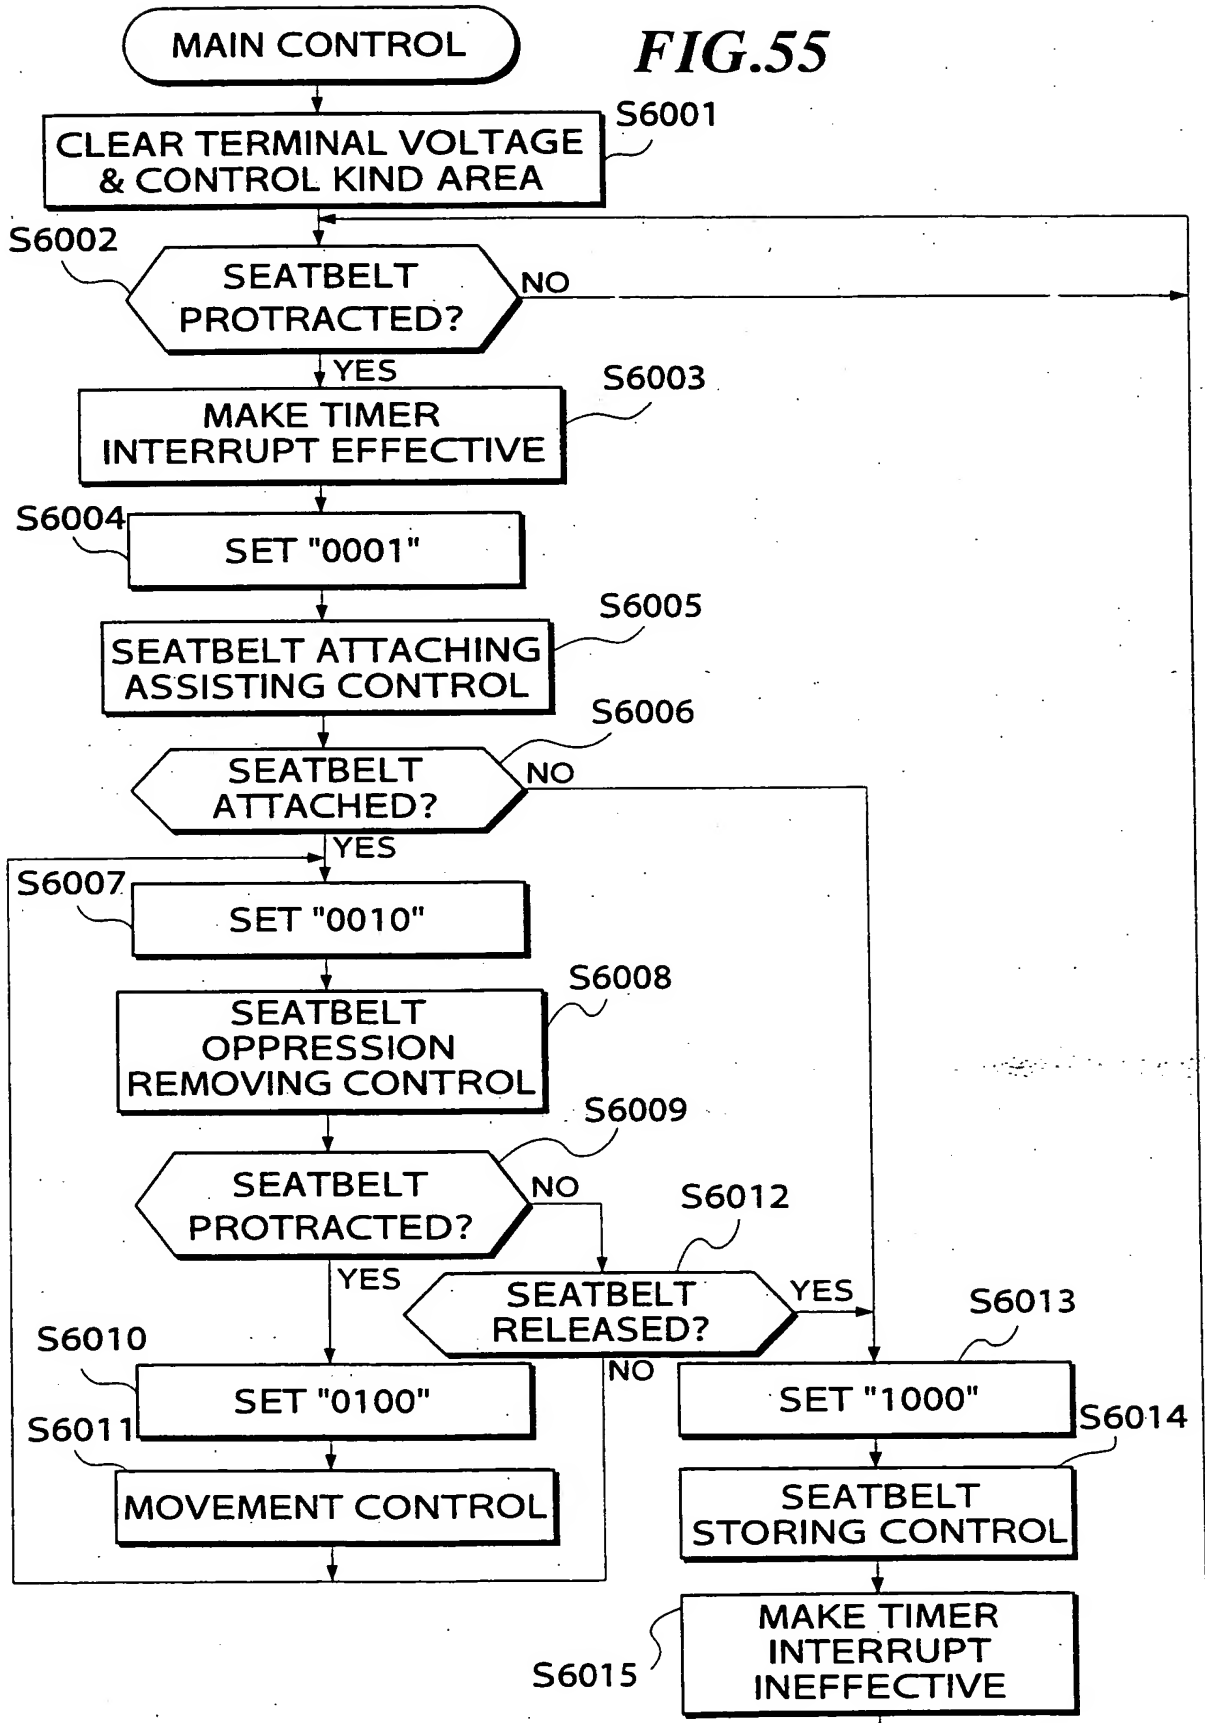 MAIN CONTROL
FIG.55
S6001
CLEAR TERMINAL VOLTAGE
& CONTROL KIND AREA
S6002
SEATBELT
PROTRACTED?
NO
YES
S6003
MAKE TIMER
INTERRUPT EFFECTIVE
S6004
SET "0001"
S6005
SEATBELT ATTACHING
ASSISTING CONTROL
S6006
SEATBELT
ATTACHED?
NO
YES
S6007
SET "0010"
S6008
SEATBELT
OPPRESSION
REMOVING CONTROL
S6009
SEATBELT
PROTRACTED?
NO
YES
S6012
SEATBELT
RELEASED?
YES
NO
S6010
SET "0100"
S6011
MOVEMENT CONTROL
S6013
SET "1000"
S6014
SEATBELT
STORING CONTROL
S6015
MAKE TIMER
INTERRUPT
INEFFECTIVE